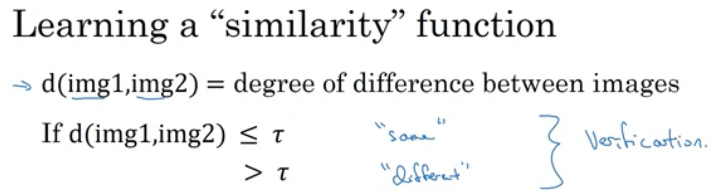 Learning a “similarity” function
→ d(img1,img2) = degree of difference between images
If d(img1,img2) ≤ τ "same"
> τ "different"
} Verification.